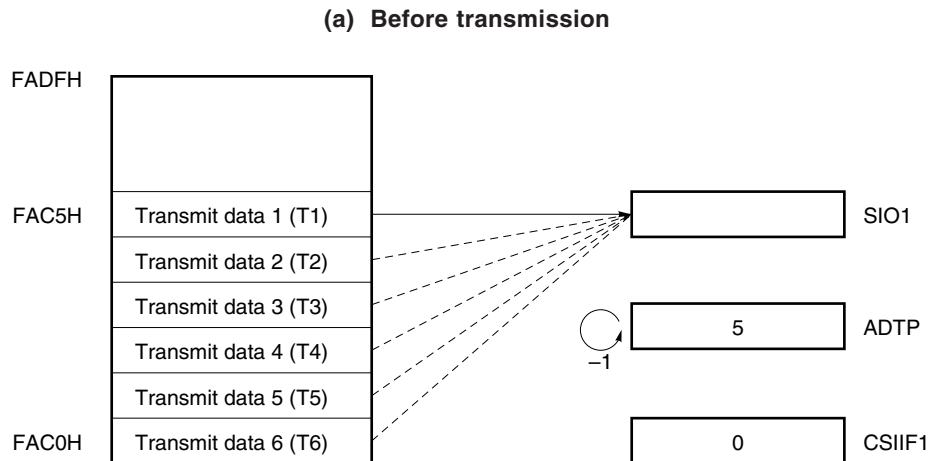 (a) Before transmission
FADFH
FAC5H Transmit data 1 (T1) SIO1
Transmit data 2 (T2)
Transmit data 3 (T3) 5 ADTP
Transmit data 4 (T4) –1
Transmit data 5 (T5)
FAC0H Transmit data 6 (T6) 0 CSIIF1